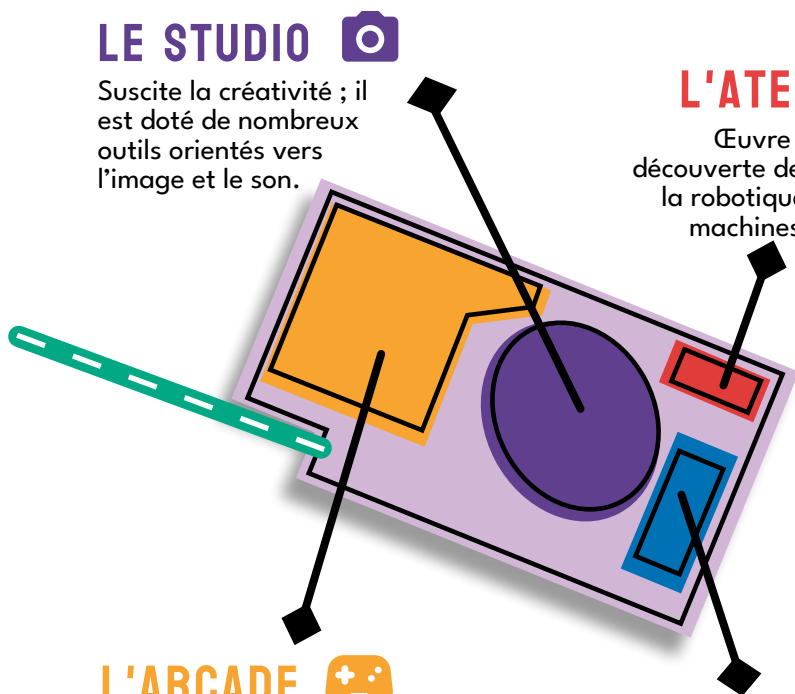 LE STUDIO
Suscite la créativité ; il
est doté de nombreux
outils orientés vers
l’image et le son.
L'ATE
Œuvre
découverte de
la robotique
machines
L'ARCADE